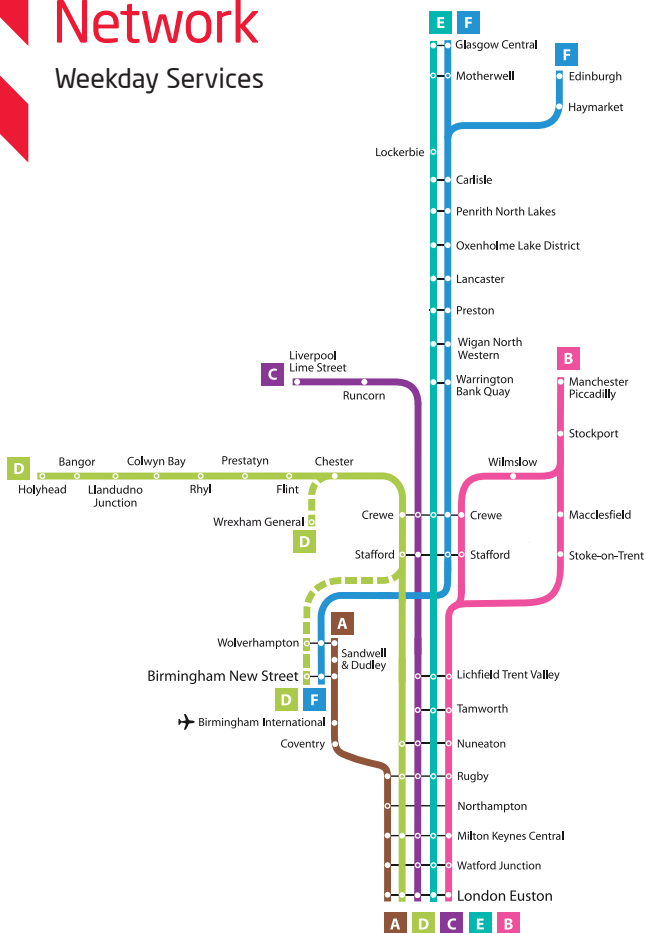 Network
Weekday Services
E F
Glasgow Central
F
Motherwell
Edinburgh
Haymarket
Lockerbie
Carlisle
Penrith North Lakes
Oxenholme Lake District
Lancaster
Preston
Wigan North
Western
Liverpool
Lime Street
B
C
Warrington
Bank Quay
Manchester
Piccadilly
Runcorn
Stockport
D
Bangor
Colwyn Bay
Prestatyn
Chester
Wilmslow
Holyhead
Llandudno
Junction
Rhyl
Flint
Wrexham General
D
Crewe
Crewe
Macclesfield
Stafford
Stafford
Stoke-on-Trent
A
Wolverhampton
Sandwell
& Dudley
Birmingham New Street
Lichfield Trent Valley
D F
Tamworth
Birmingham International
Coventry
Nuneaton
Rugby
Northampton
Milton Keynes Central
Watford Junction
London Euston
A D C E B